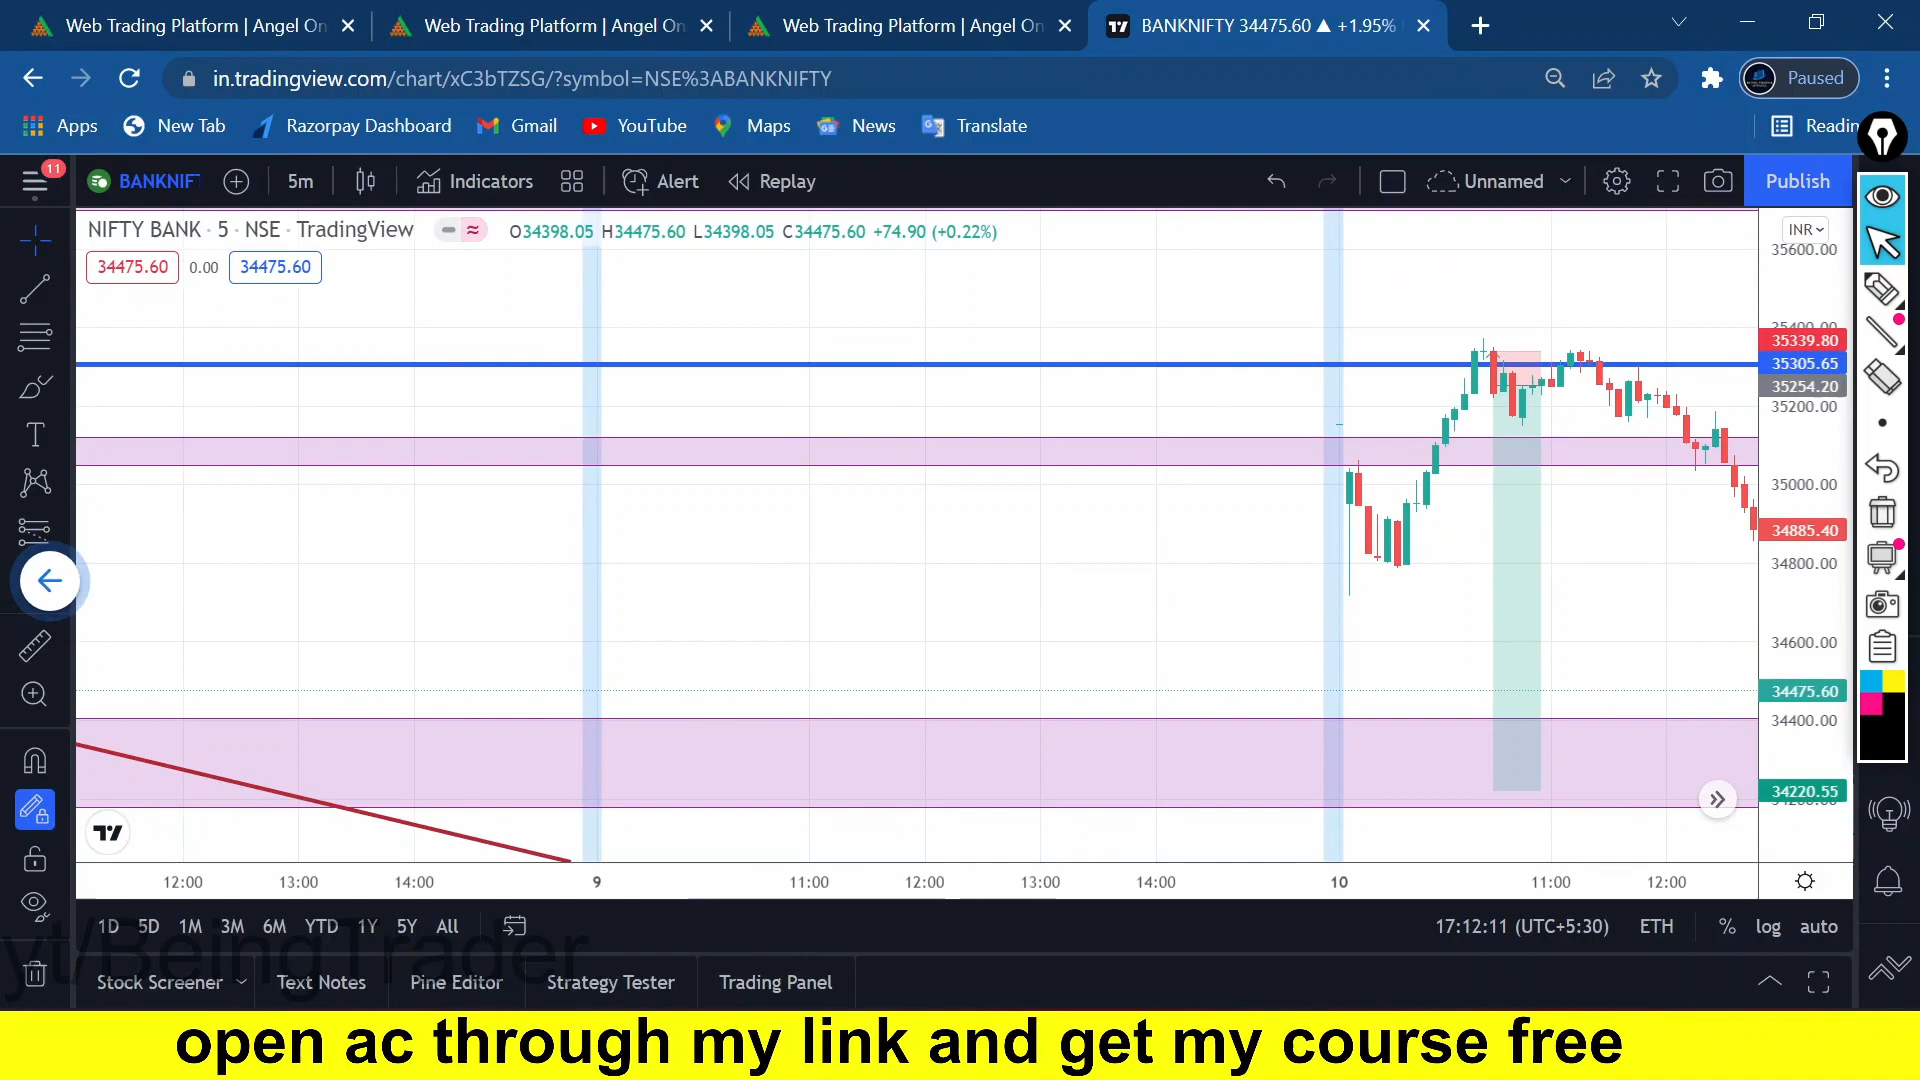 Web Trading Platform | Angel On
Web Trading Platform | Angel On
Web Trading Platform | Angel On
BANKNIFTY 34475.60 ▲ +1.95%
in.tradingview.com/chart/xC3bTZSG/?symbol=NSE%3ABANKNIFTY
Paused
Apps
New Tab
Razorpay Dashboard
Gmail
YouTube
Maps
News
Translate
Readin
11
BANKNIFT
5m
Indicators
Alert
Replay
Unnamed
Publish
NIFTY BANK · 5 · NSE · TradingView
O34398.05 H34475.60 L34398.05 C34475.60 +74.90 (+0.22%)
34475.60
0.00
34475.60
INR
35600.00
35400.00
35339.80
35305.65
35254.20
35200.00
35000.00
34885.40
34800.00
34600.00
34475.60
34400.00
34220.55
12:00
13:00
14:00
9
11:00
12:00
13:00
14:00
10
11:00
12:00
1D
5D
1M
3M
6M
YTD
1Y
5Y
All
17:12:11 (UTC+5:30)
ETH
%
log
auto
yt/BeingTrader
Stock Screener
Text Notes
Pine Editor
Strategy Tester
Trading Panel
open ac through my link and get my course free